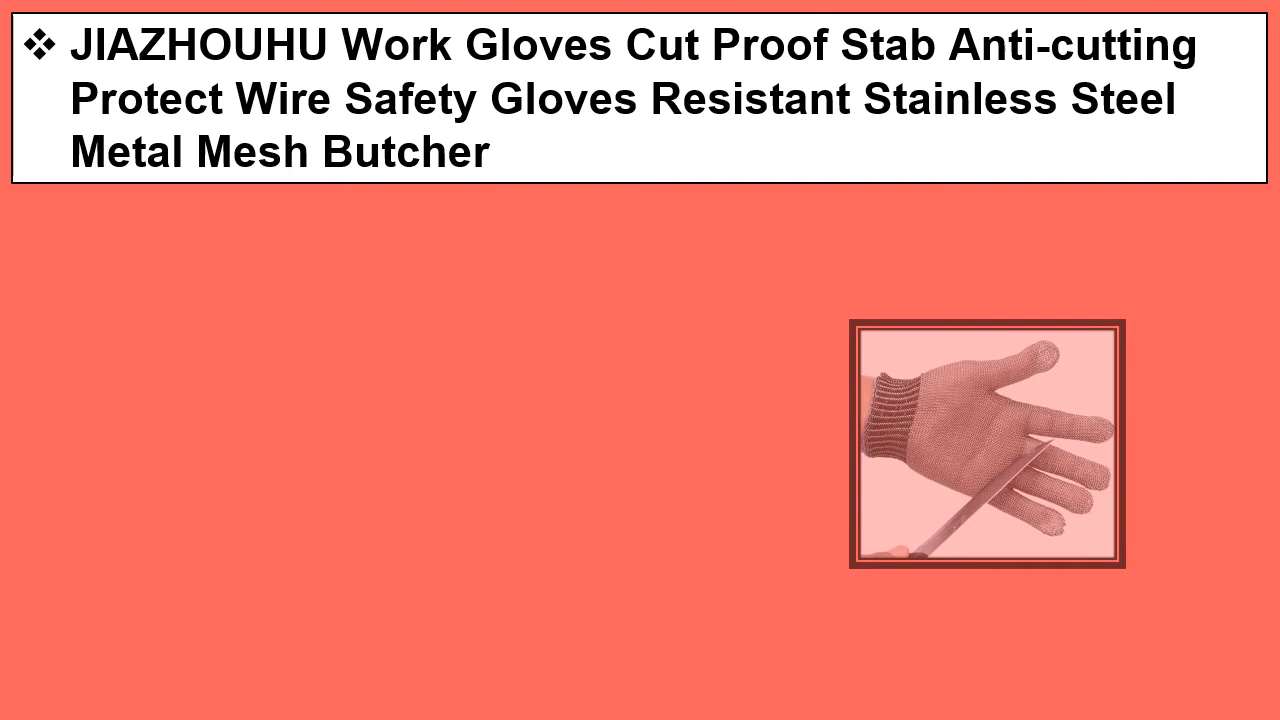 ❖ JIAZHOUHU Work Gloves Cut Proof Stab Anti-cutting
Protect Wire Safety Gloves Resistant Stainless Steel
Metal Mesh Butcher